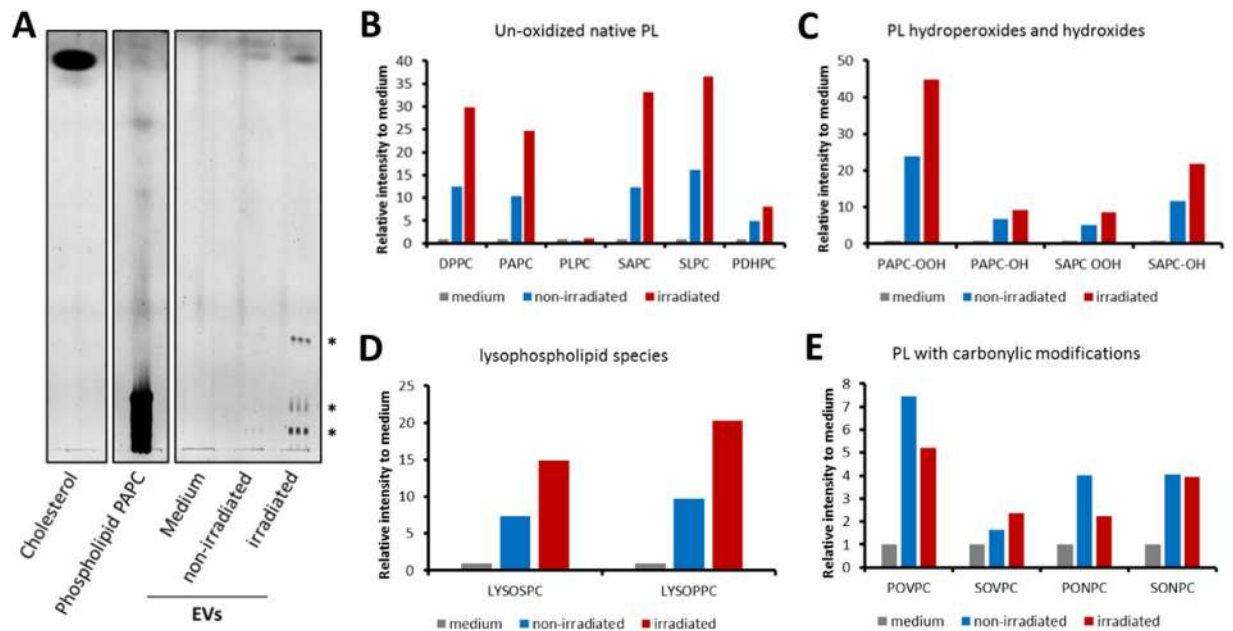 A
Cholesterol
Phospholipid PAPC
Medium
non-irradiated
irradiated
EVs
*
*
*
B
Un-oxidized native PL
Relative intensity to medium
40
35
30
25
20
15
10
5
0
DPPC PAPC PLPC SAPC SLPC PDHPC
medium non-irradiated irradiated
C
PL hydroperoxides and hydroxides
Relative intensity to medium
50
40
30
20
10
0
PAPC-OOH PAPC-OH SAPC OOH SAPC-OH
medium non-irradiated irradiated
D
lysophospholipid species
Relative intensity to medium
25
20
15
10
5
0
LYSOSPC LYSOPPC
medium non-irradiated irradiated
E
PL with carbonylic modifications
Relative intensity to medium
8
7
6
5
4
3
2
1
0
POVPC SOVPC PONPC SONPC
medium non-irradiated irradiated